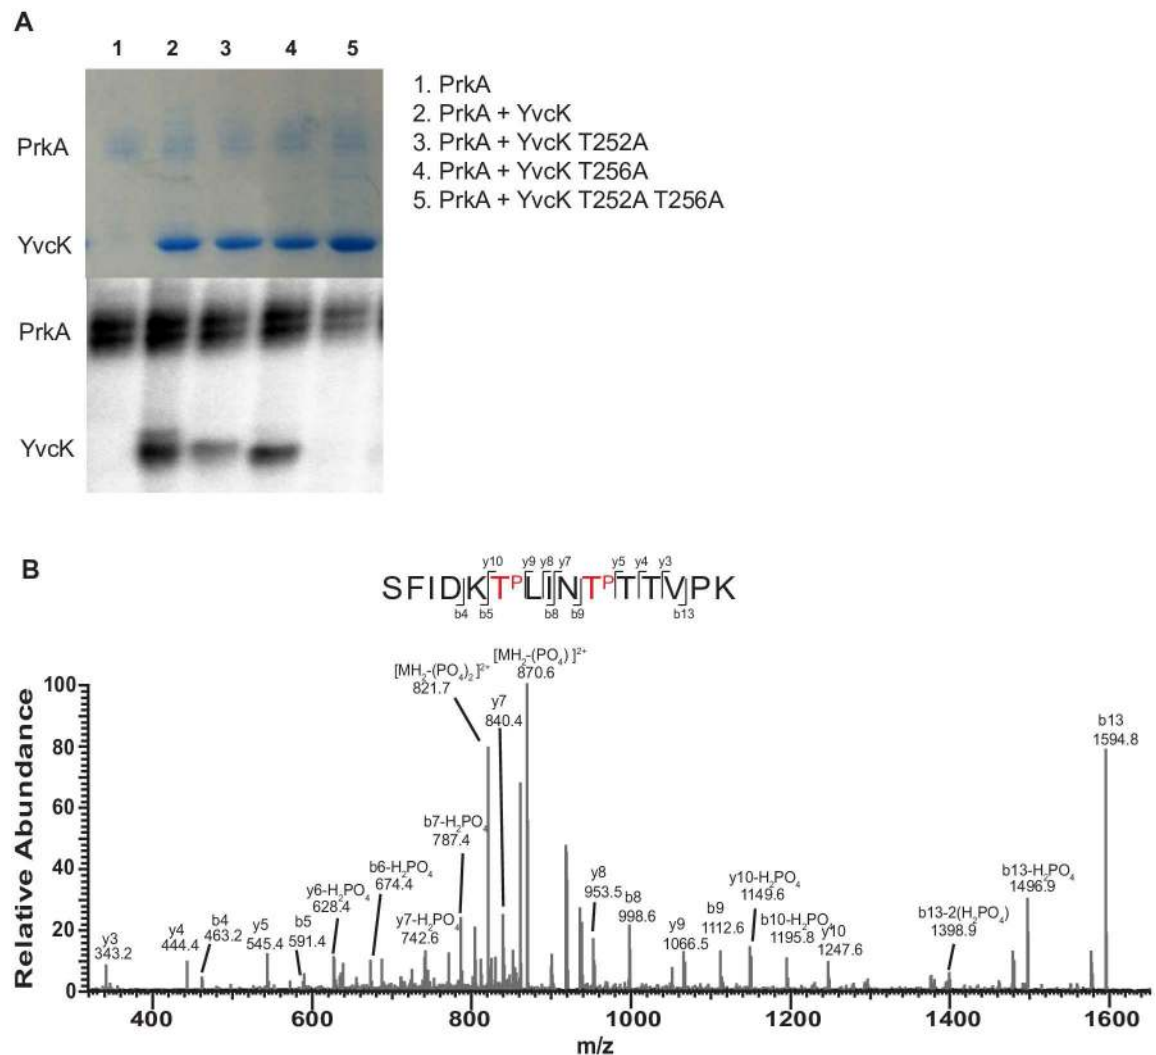 A
1 2 3 4 5
PrkA
YvcK
PrkA
YvcK
1. PrkA
2. PrkA + YvcK
3. PrkA + YvcK T252A
4. PrkA + YvcK T256A
5. PrkA + YvcK T252A T256A
B
y10 y9 y8 y7 y5 y4 y3
SFIDKTPLINTPTTVPK
b4 b5 b8 b9 b13
[MH2-(PO4)2]2+
821.7
[MH2-(PO4) ]2+
870.6
y7
840.4
b13
1594.8
b7-H2PO4
787.4
b6-H2PO4
674.4
y6-H2PO4
628.4
y7-H2PO4
742.6
y3
343.2
y4
444.4
b4
463.2
y5
545.4
b5
591.4
y8
953.5
b8
998.6
y9
1066.5
b9
1112.6
y10-H2PO4
1149.6
b10-H2PO4
1195.8
y10
1247.6
b13-2(H2PO4)
1398.9
b13-H2PO4
1496.9
Relative Abundance
100
80
60
40
20
0
400 600 800 1000 1200 1400 1600
m/z